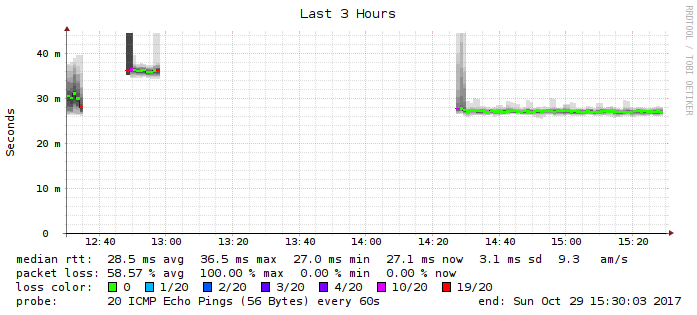 Last 3 Hours
RRDTOOL / TOBI OETIKER
Seconds
40 m
30 m
20 m
10 m
0
12:40 13:00 13:20 13:40 14:00 14:20 14:40 15:00 15:20
median rtt: 28.5 ms avg 36.5 ms max 27.0 ms min 27.1 ms now 3.1 ms sd 9.3 am/s
packet loss: 58.57 % avg 100.00 % max 0.00 % min 0.00 % now
loss color: 0 1/20 2/20 3/20 4/20 10/20 19/20
probe: 20 ICMP Echo Pings (56 Bytes) every 60s end: Sun Oct 29 15:30:03 2017